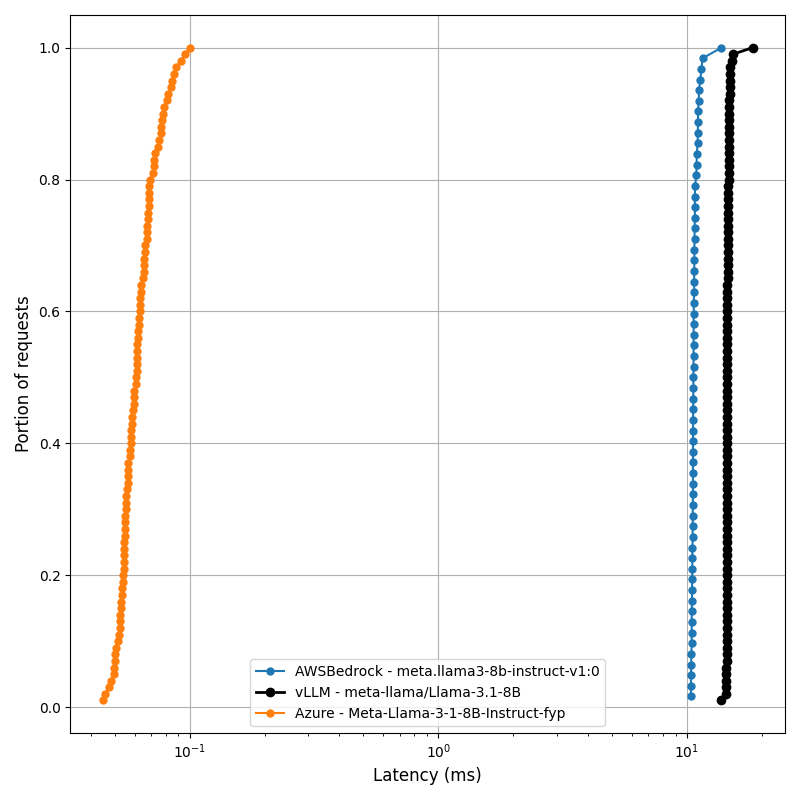 1.0
0.8
0.6
0.4
0.2
0.0
Portion of requests
AWSBedrock - meta.llama3-8b-instruct-v1:0
vLLM - meta-llama/Llama-3.1-8B
Azure - Meta-Llama-3-1-8B-Instruct-fyp
10⁻¹ 10⁰ 10¹
Latency (ms)